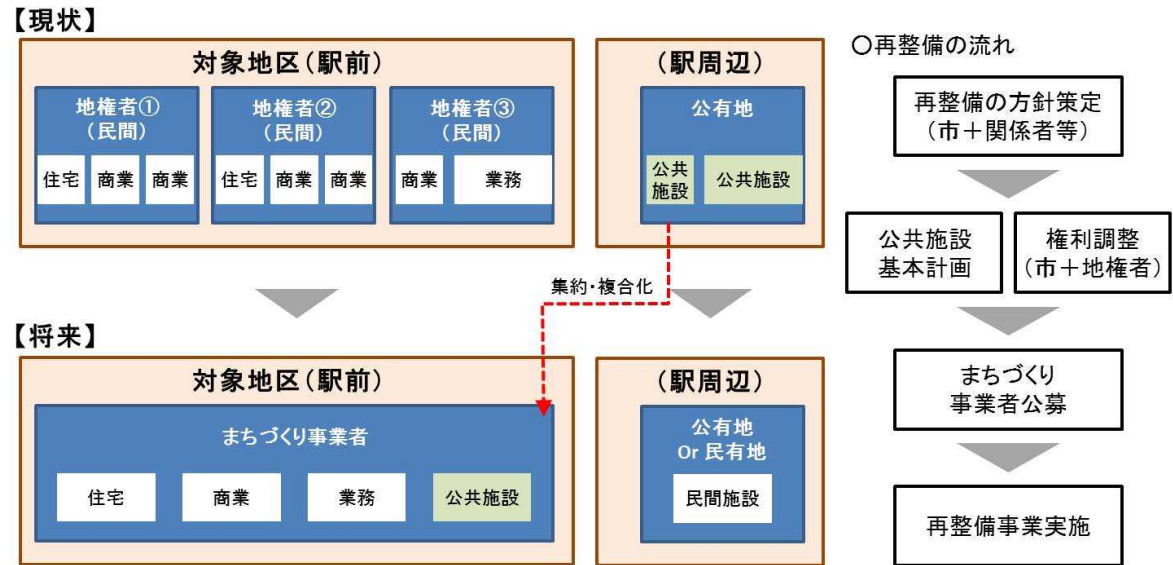 【現状】
対象地区(駅前)
地権者①
(民間)
住宅
商業
商業
地権者②
(民間)
住宅
商業
商業
地権者③
(民間)
商業
業務
(駅周辺)
公有地
公共
施設
公共施設
集約・複合化
【将来】
対象地区(駅前)
まちづくり事業者
住宅
商業
業務
公共施設
(駅周辺)
公有地
Or 民有地
民間施設
〇再整備の流れ
再整備の方針策定
(市+関係者等)
公共施設
基本計画
権利調整
(市+地権者)
まちづくり
事業者公募
再整備事業実施